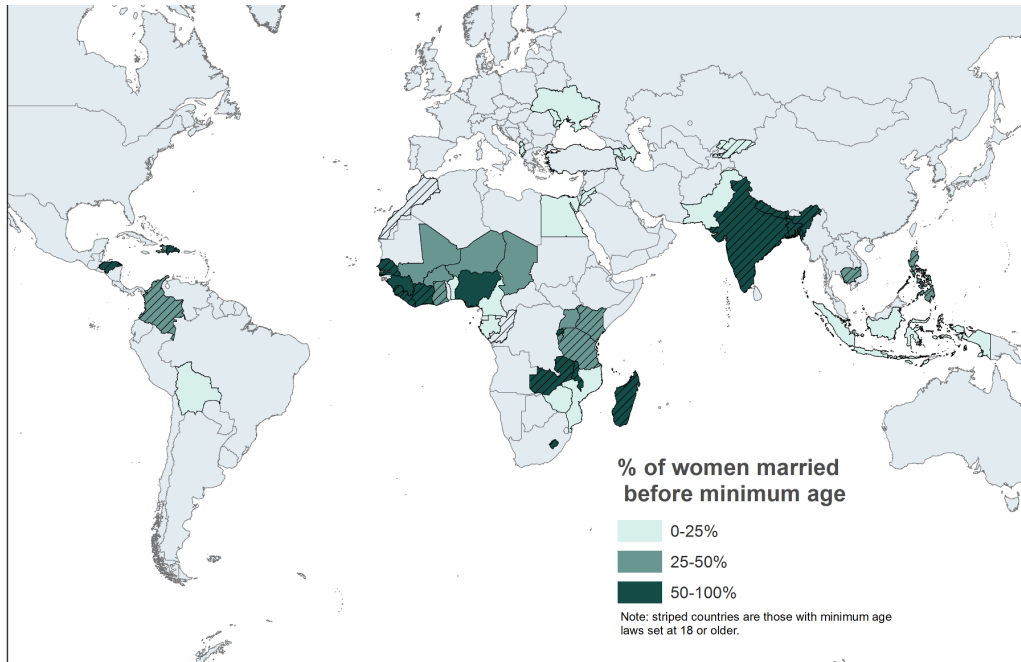 % of women married
before minimum age
0-25%
25-50%
50-100%
Note: striped countries are those with minimum age
laws set at 18 or older.